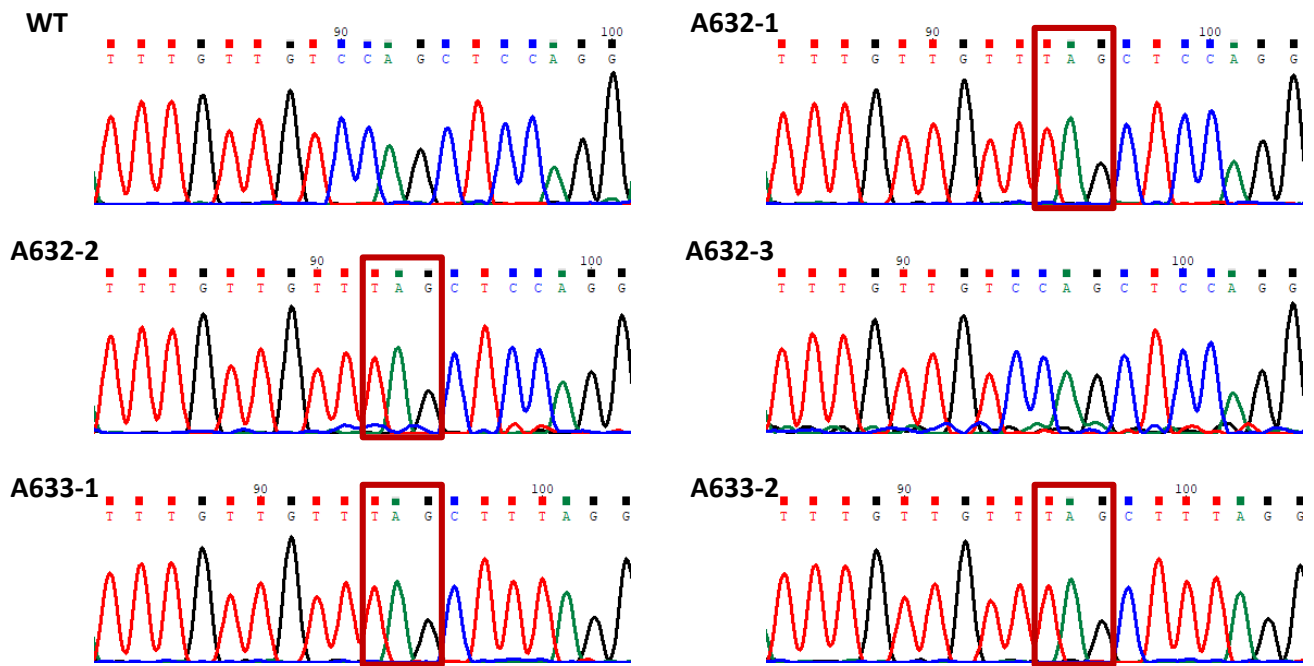 WT
90 100
T T T G T T G T C C A G C T C C A G G
A632-1
90 100
T T T G T T G T T T A G C T C C A G G
A632-2
90 100
T T T G T T G T T T A G C T C C A G G
A632-3
90 100
T T T G T T G T C C A G C T C C A G G
A633-1
90 100
T T T G T T G T T T A G C T T T A G G
A633-2
90 100
T T T G T T G T T T A G C T T T A G G